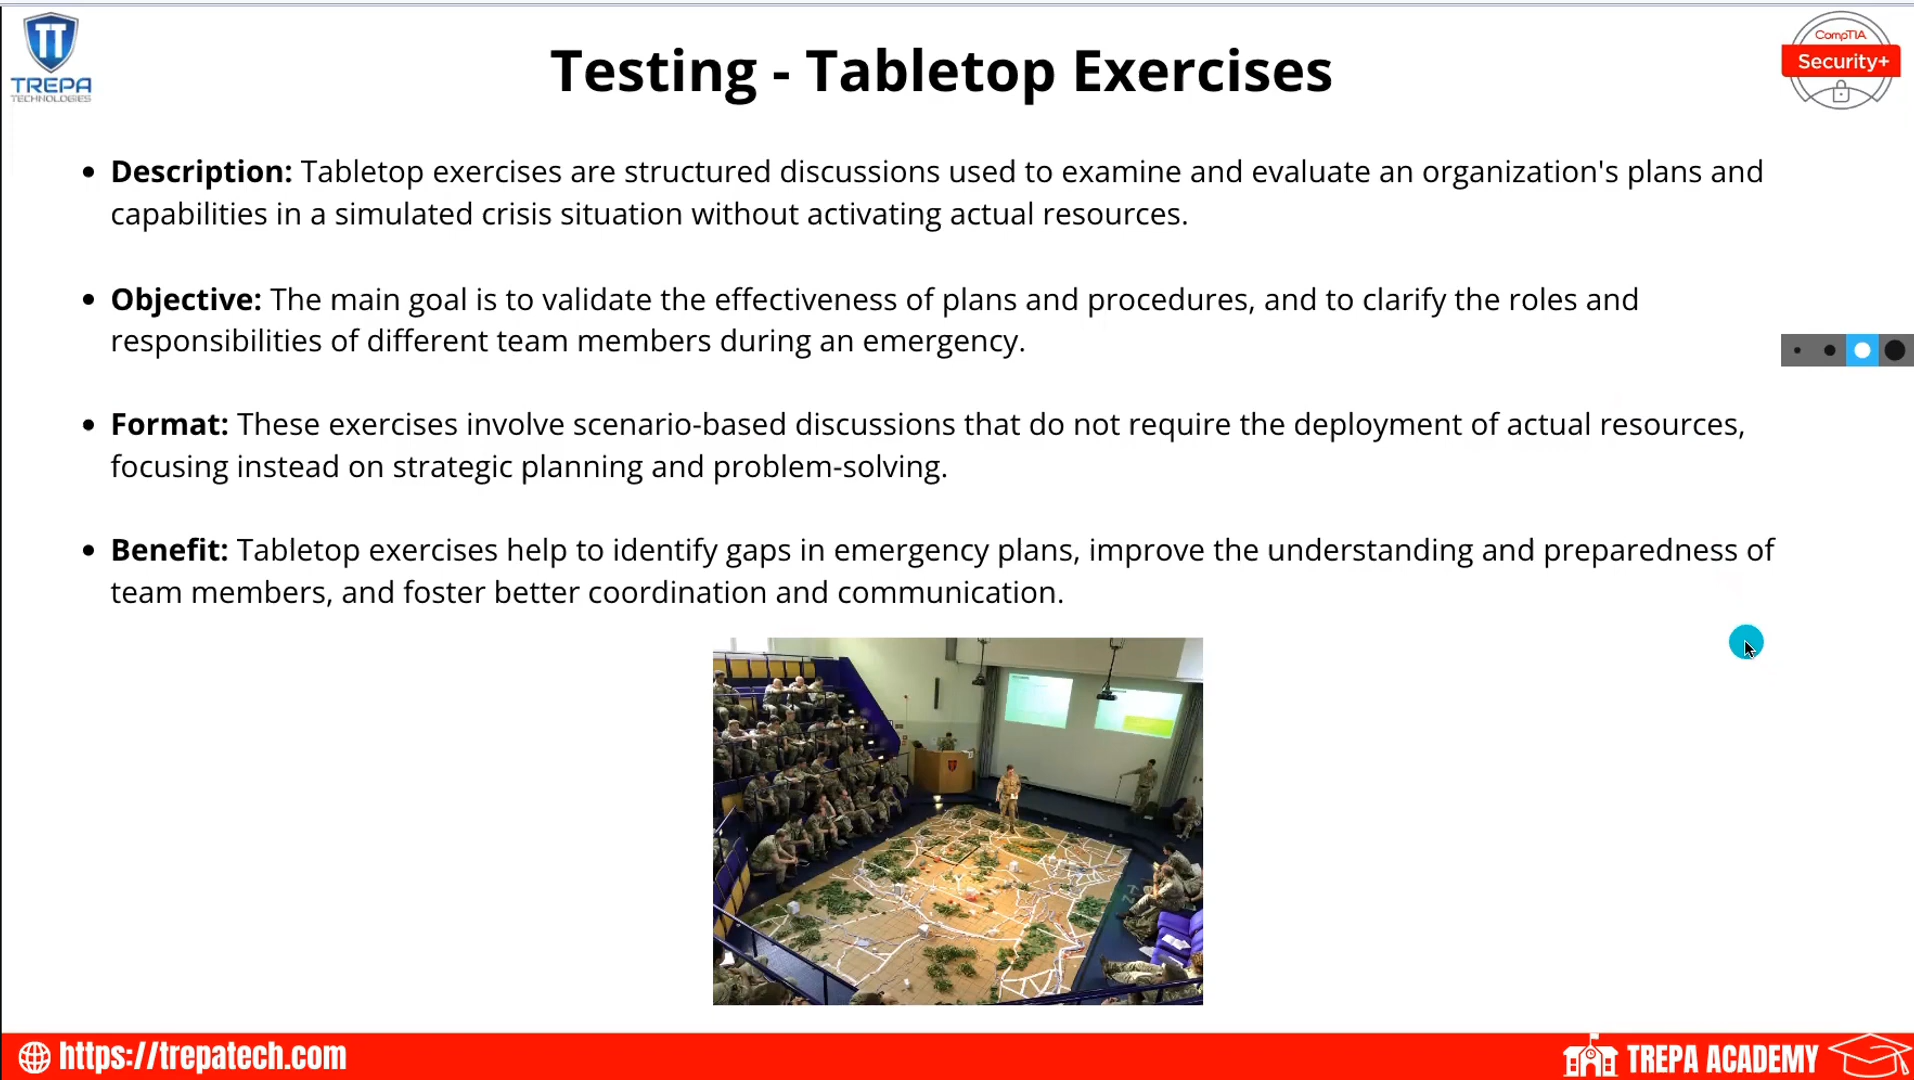 TT
TREPA
TECHNOLOGIES
Testing - Tabletop Exercises
CompTIA
Security+
• Description: Tabletop exercises are structured discussions used to examine and evaluate an organization's plans and
capabilities in a simulated crisis situation without activating actual resources.
• Objective: The main goal is to validate the effectiveness of plans and procedures, and to clarify the roles and
responsibilities of different team members during an emergency.
• Format: These exercises involve scenario-based discussions that do not require the deployment of actual resources,
focusing instead on strategic planning and problem-solving.
• Benefit: Tabletop exercises help to identify gaps in emergency plans, improve the understanding and preparedness of
team members, and foster better coordination and communication.
https://trepatech.com
TREPA ACADEMY